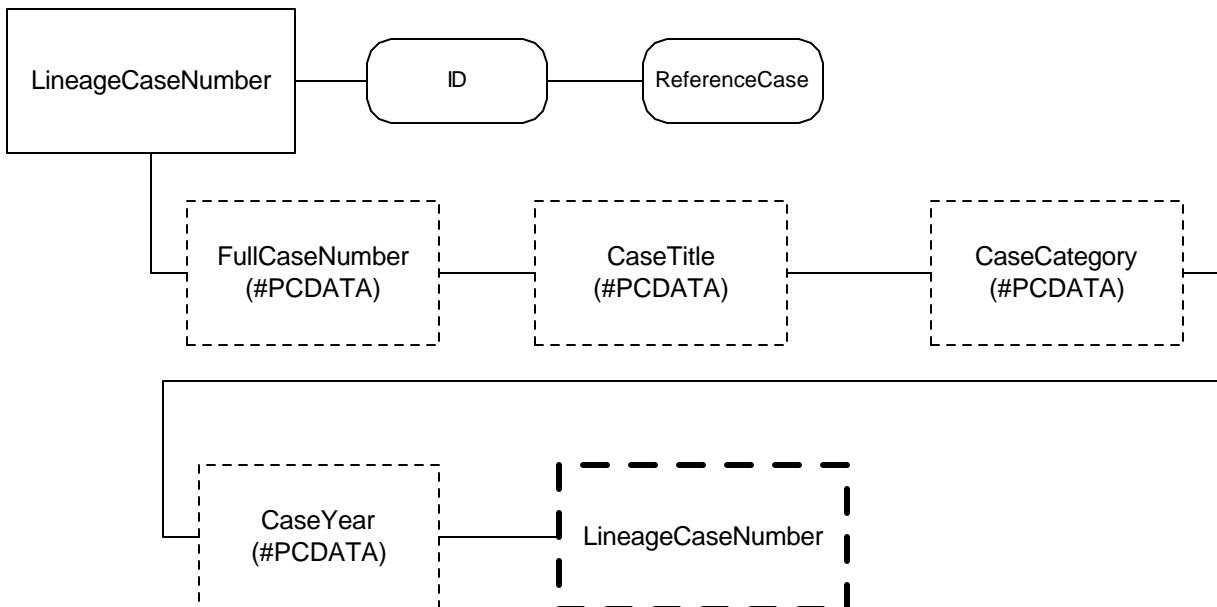 LineageCaseNumber
ID
ReferenceCase
FullCaseNumber
(#PCDATA)
CaseTitle
(#PCDATA)
CaseCategory
(#PCDATA)
CaseYear
(#PCDATA)
LineageCaseNumber